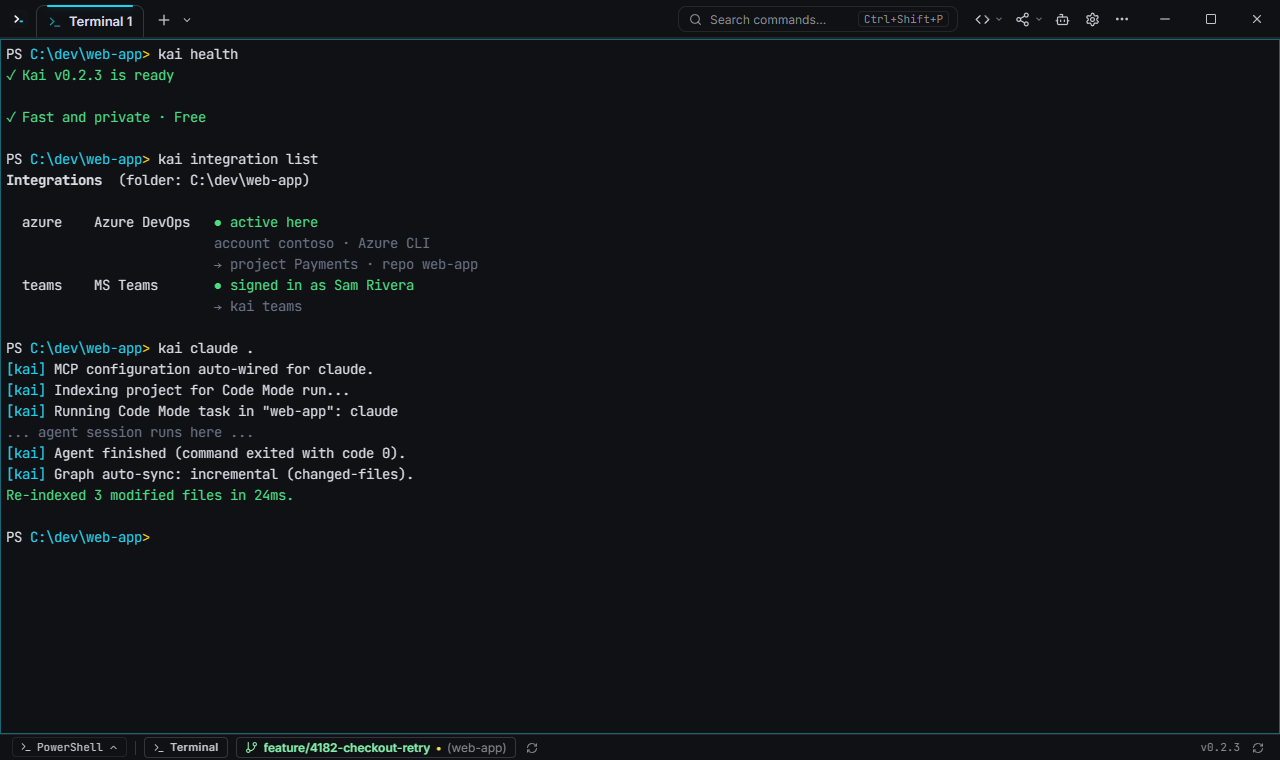 Terminal 1
Search commands... Ctrl+Shift+P
PS C:\dev\web-app> kai health
✓ Kai v0.2.3 is ready
✓ Fast and private · Free
PS C:\dev\web-app> kai integration list
Integrations (folder: C:\dev\web-app)
azure Azure DevOps ● active here
account contoso · Azure CLI
→ project Payments · repo web-app
teams MS Teams ● signed in as Sam Rivera
→ kai teams
PS C:\dev\web-app> kai claude .
[kai] MCP configuration auto-wired for claude.
[kai] Indexing project for Code Mode run...
[kai] Running Code Mode task in "web-app": claude
... agent session runs here ...
[kai] Agent finished (command exited with code 0).
[kai] Graph auto-sync: incremental (changed-files).
Re-indexed 3 modified files in 24ms.
PS C:\dev\web-app>
PowerShell Terminal feature/4182-checkout-retry • (web-app) v0.2.3